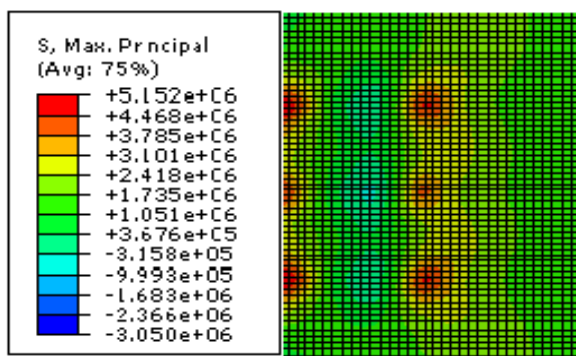 S, Max. Prncipal
(Avg: 75%)
+5.152e+C6
+4.468e+C6
+3.785e+C6
+3.101e+C6
+2.418e+C6
+1.735e+C6
+1.051e+C6
+3.676e+C5
-3.158e+05
-9.993e+05
-1.683e+06
-2.366e+06
-3.050e+06